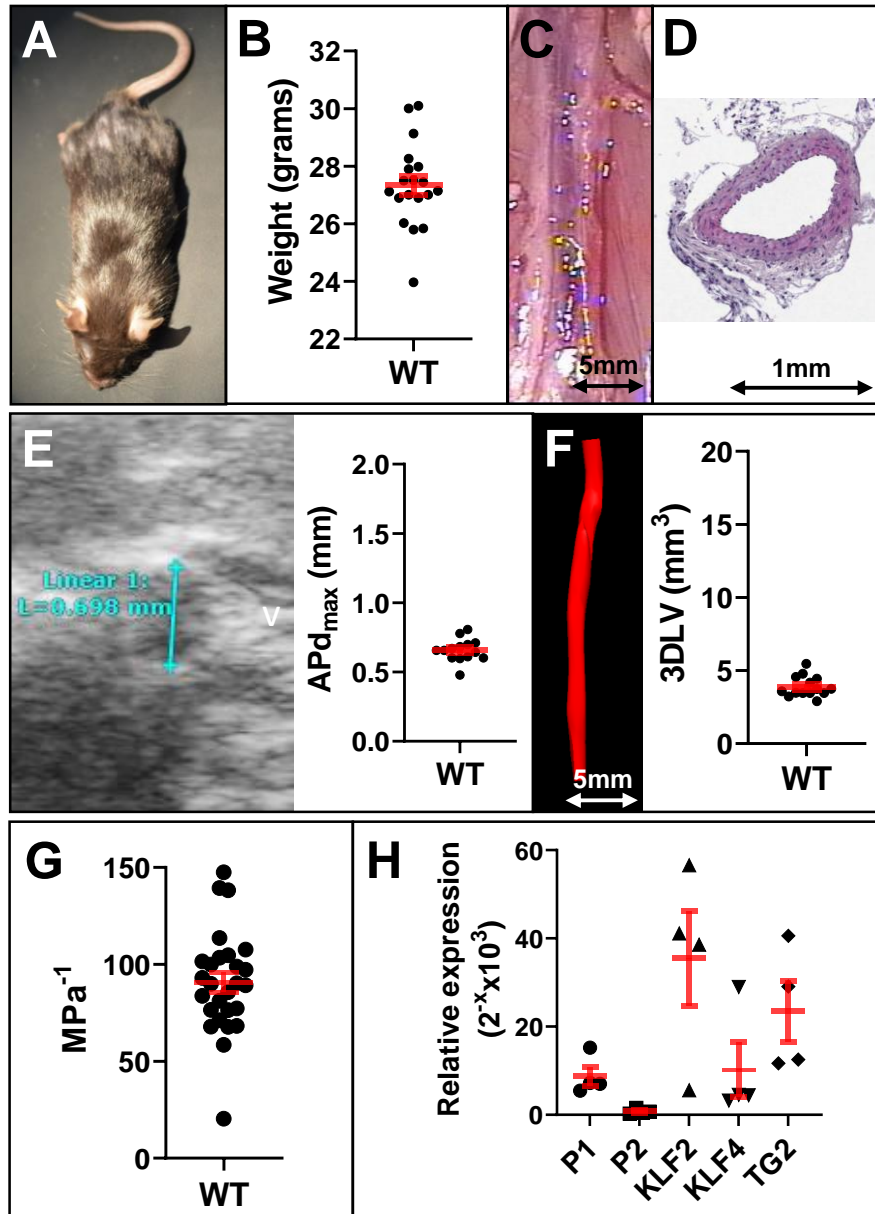 A
B
32
30
28
26
24
22
Weight (grams)
WT
C
5mm
D
1mm
E
Linear 1:
L=0.698 mm
V
2.0
1.5
1.0
0.5
0.0
APd_max (mm)
WT
F
5mm
20
15
10
5
0
3DLV (mm³)
WT
G
150
100
50
0
MPa⁻¹
WT
H
60
40
20
0
Relative expression
(2⁻ˣx10³)
P1
P2
KLF2
KLF4
TG2